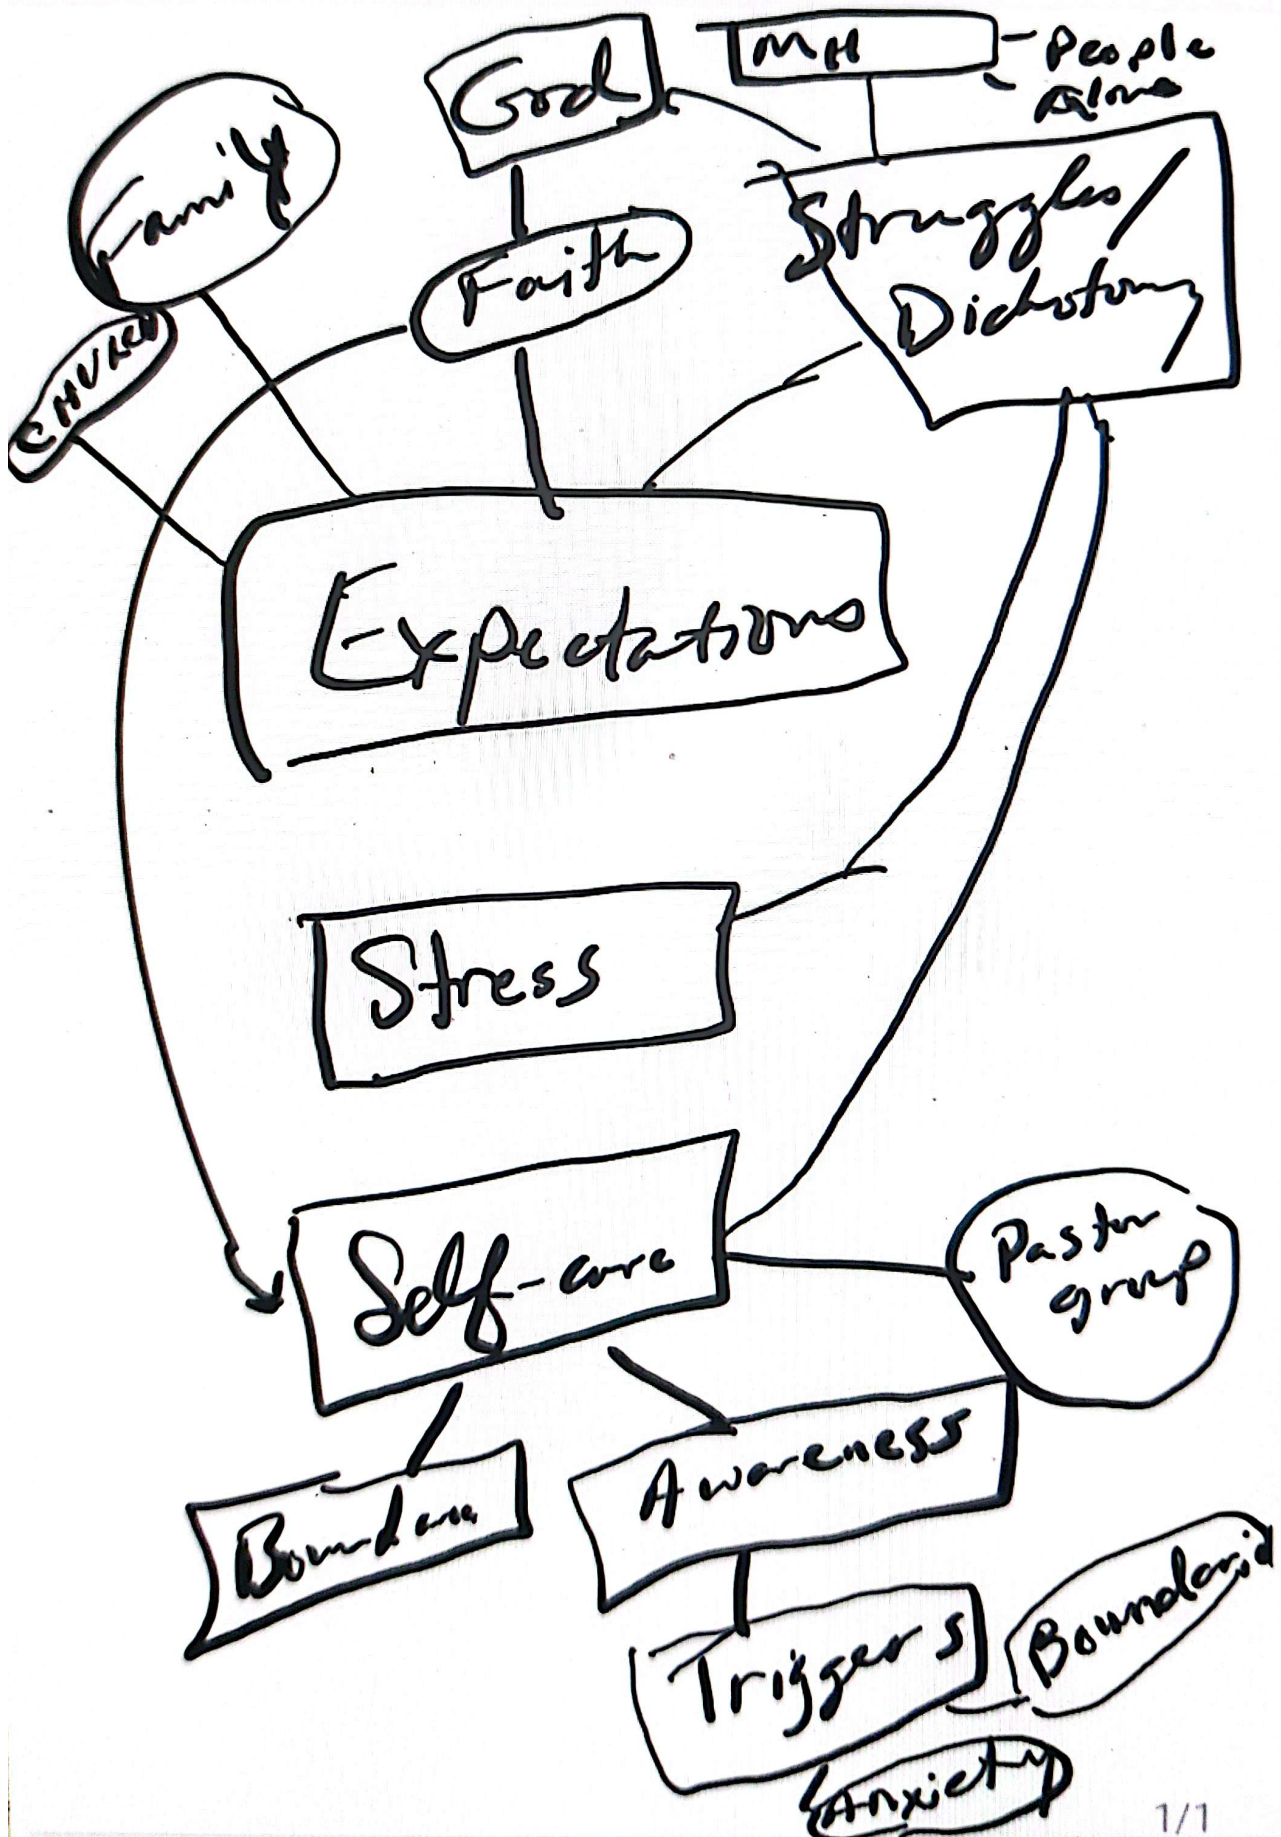 God
MH
- People
Alone
Family
Struggles/
Dichotomy
Faith
CHURCH
Expectations
Stress
Self-care
Pastor
group
Awareness
Triggers
Boundaries
Anxiety
1/1